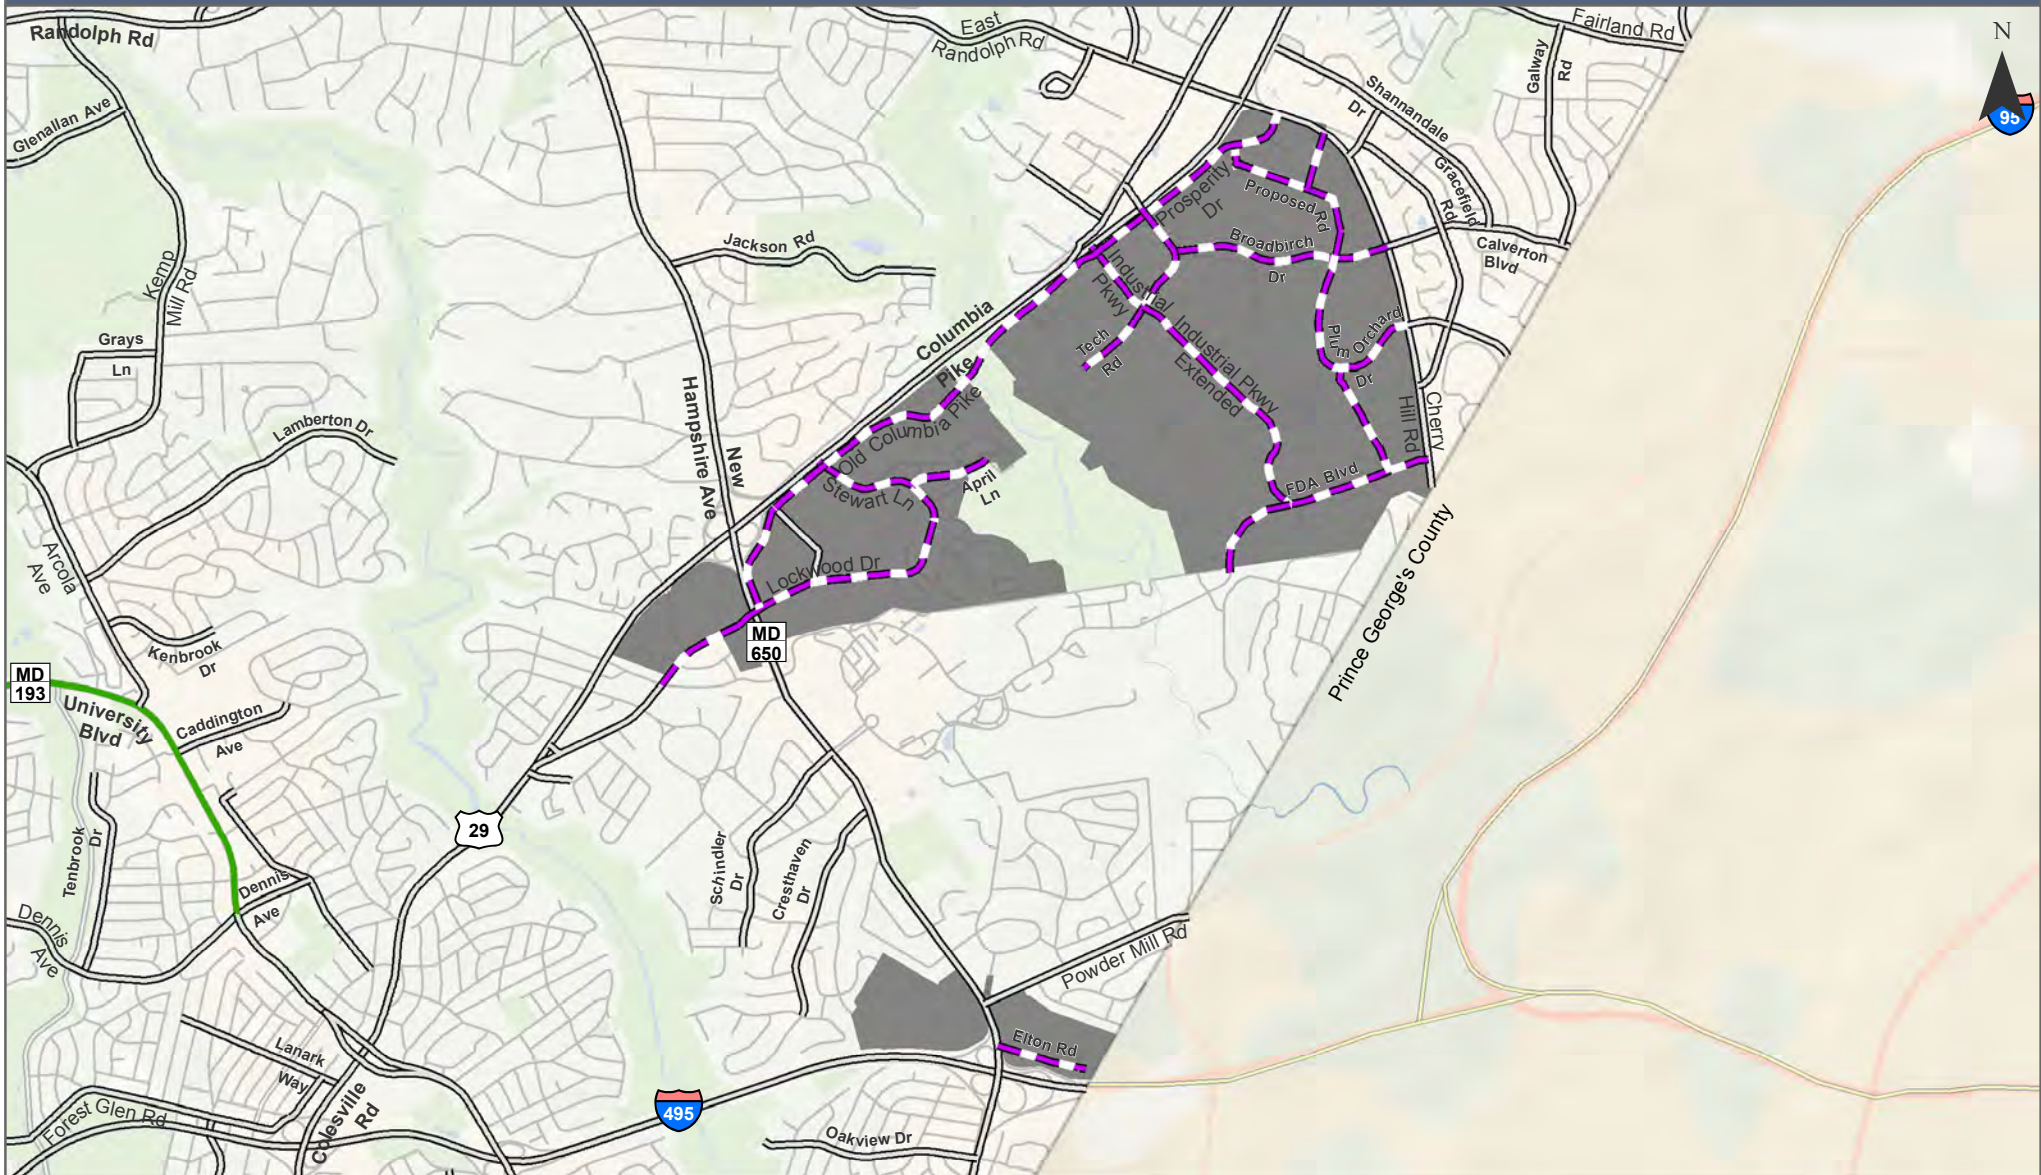 East
Randolph Rd
Fairland Rd
Randolph Rd
N
95
Galway
Rd
Shannandale
Dr
Glenallan Ave
Gracefield
Rd
Prosperity
Dr
Proposed
Rd
Jackson Rd
Broadbirch
Dr
Calverton
Blvd
Kemp
Mill Rd
Industrial
Pkwy
Columbia
Pike
Tech
Rd
Industrial Pkwy
Extended
Plum
Orchard
Dr
Grays
Ln
New
Hampshire Ave
Old Columbia Pike
Cherry
Hill Rd
Lamberton Dr
Stewart Ln
April
Ln
FDA Blvd
Arcola
Ave
Lockwood Dr
Prince George's County
MD
650
Kenbrook
Dr
MD
193
University
Blvd
Caddington
Ave
29
Tenbrook
Dr
Schindler
Dr
Cresthaven
Dr
Dennis
Ave
Dennis
Ave
Powder Mill Rd
Elton Rd
Lanark
Way
Colesville
Rd
Forest Glen Rd
495
Oakview Dr